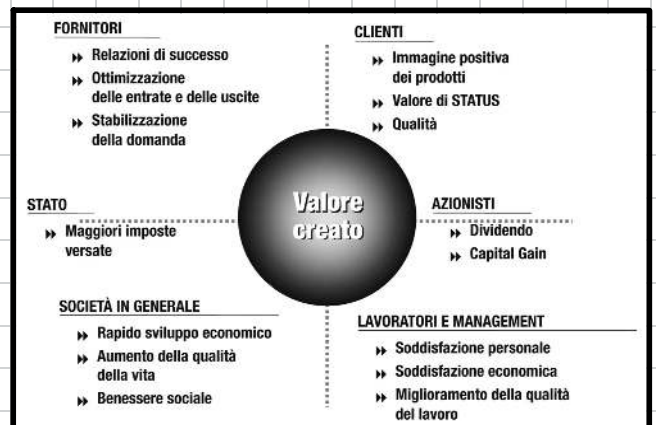 FORNITORI
Relazioni di successo
Ottimizzazione
delle entrate e delle uscite
Stabilizzazione
della domanda
CLIENTI
Immagine positiva
dei prodotti
Valore di STATUS
Qualità
STATO
Maggiori imposte
versate
Valore
creato
AZIONISTI
Dividendo
Capital Gain
SOCIETÀ IN GENERALE
Rapido sviluppo economico
Aumento della qualità
della vita
Benessere sociale
LAVORATORI E MANAGEMENT
Soddisfazione personale
Soddisfazione economica
Miglioramento della qualità
del lavoro